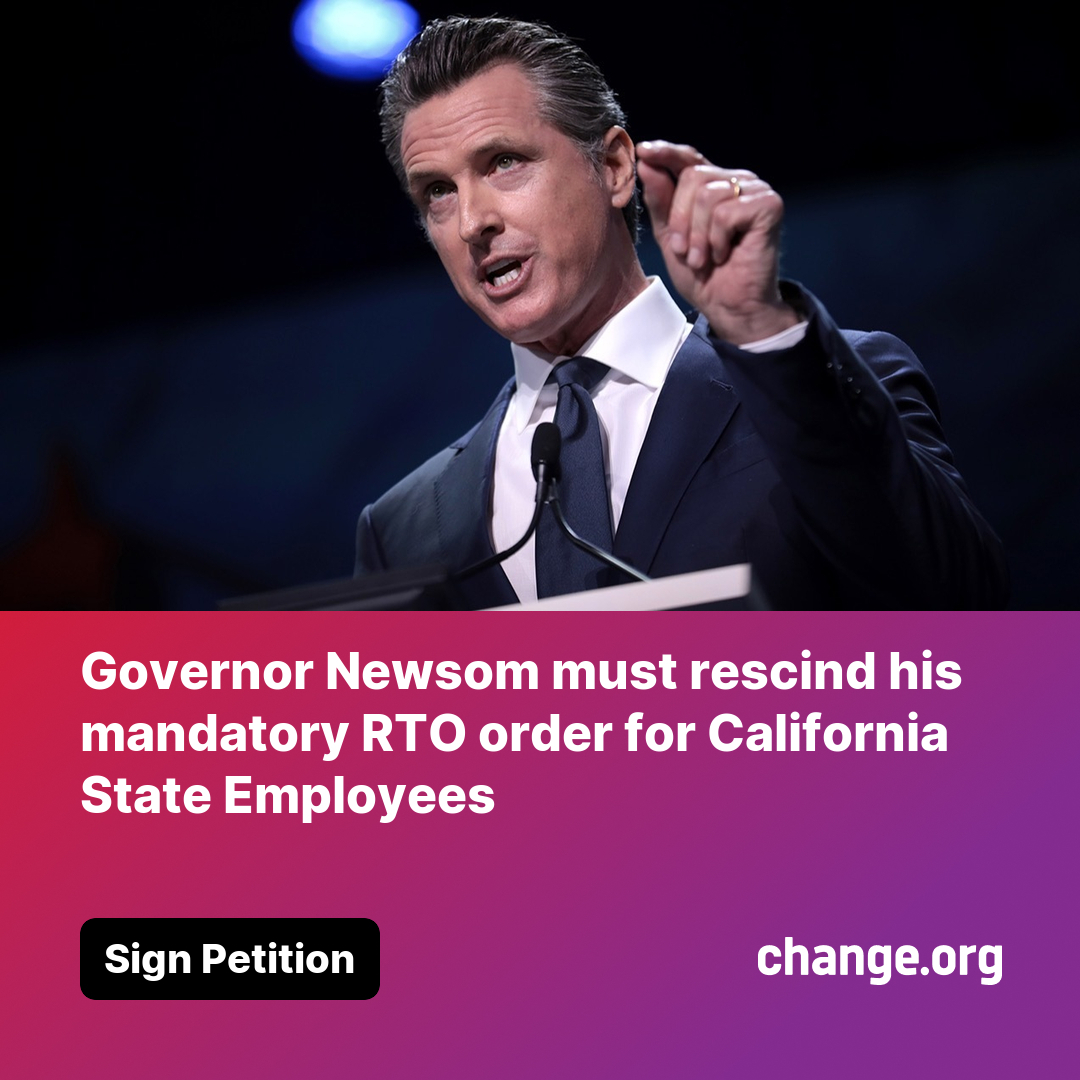 Governor Newsom must rescind his
mandatory RTO order for California
State Employees
Sign Petition
change.org